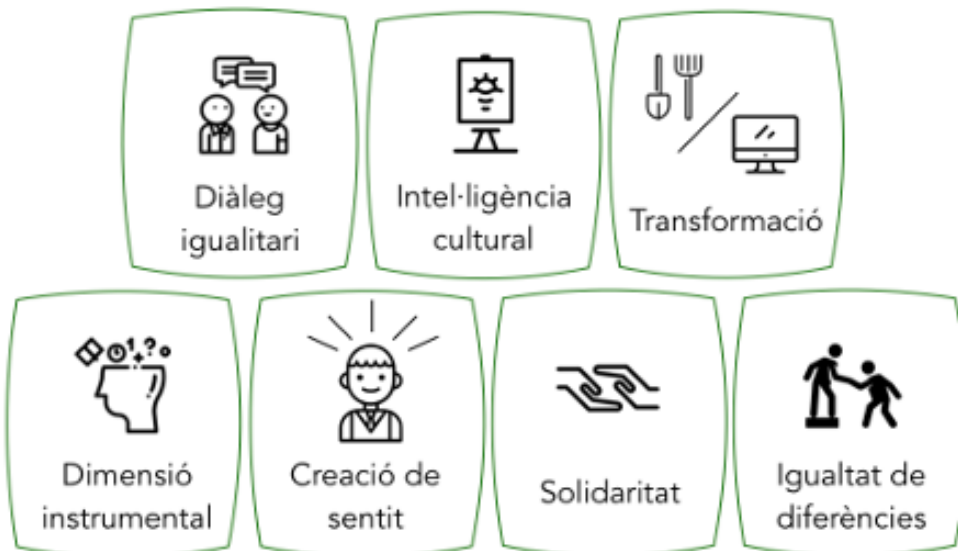 Diàleg
igualitari
Intel·ligència
cultural
Transformació
Dimensió
instrumental
Creació de
sentit
Solidaritat
Igualtat de
diferències